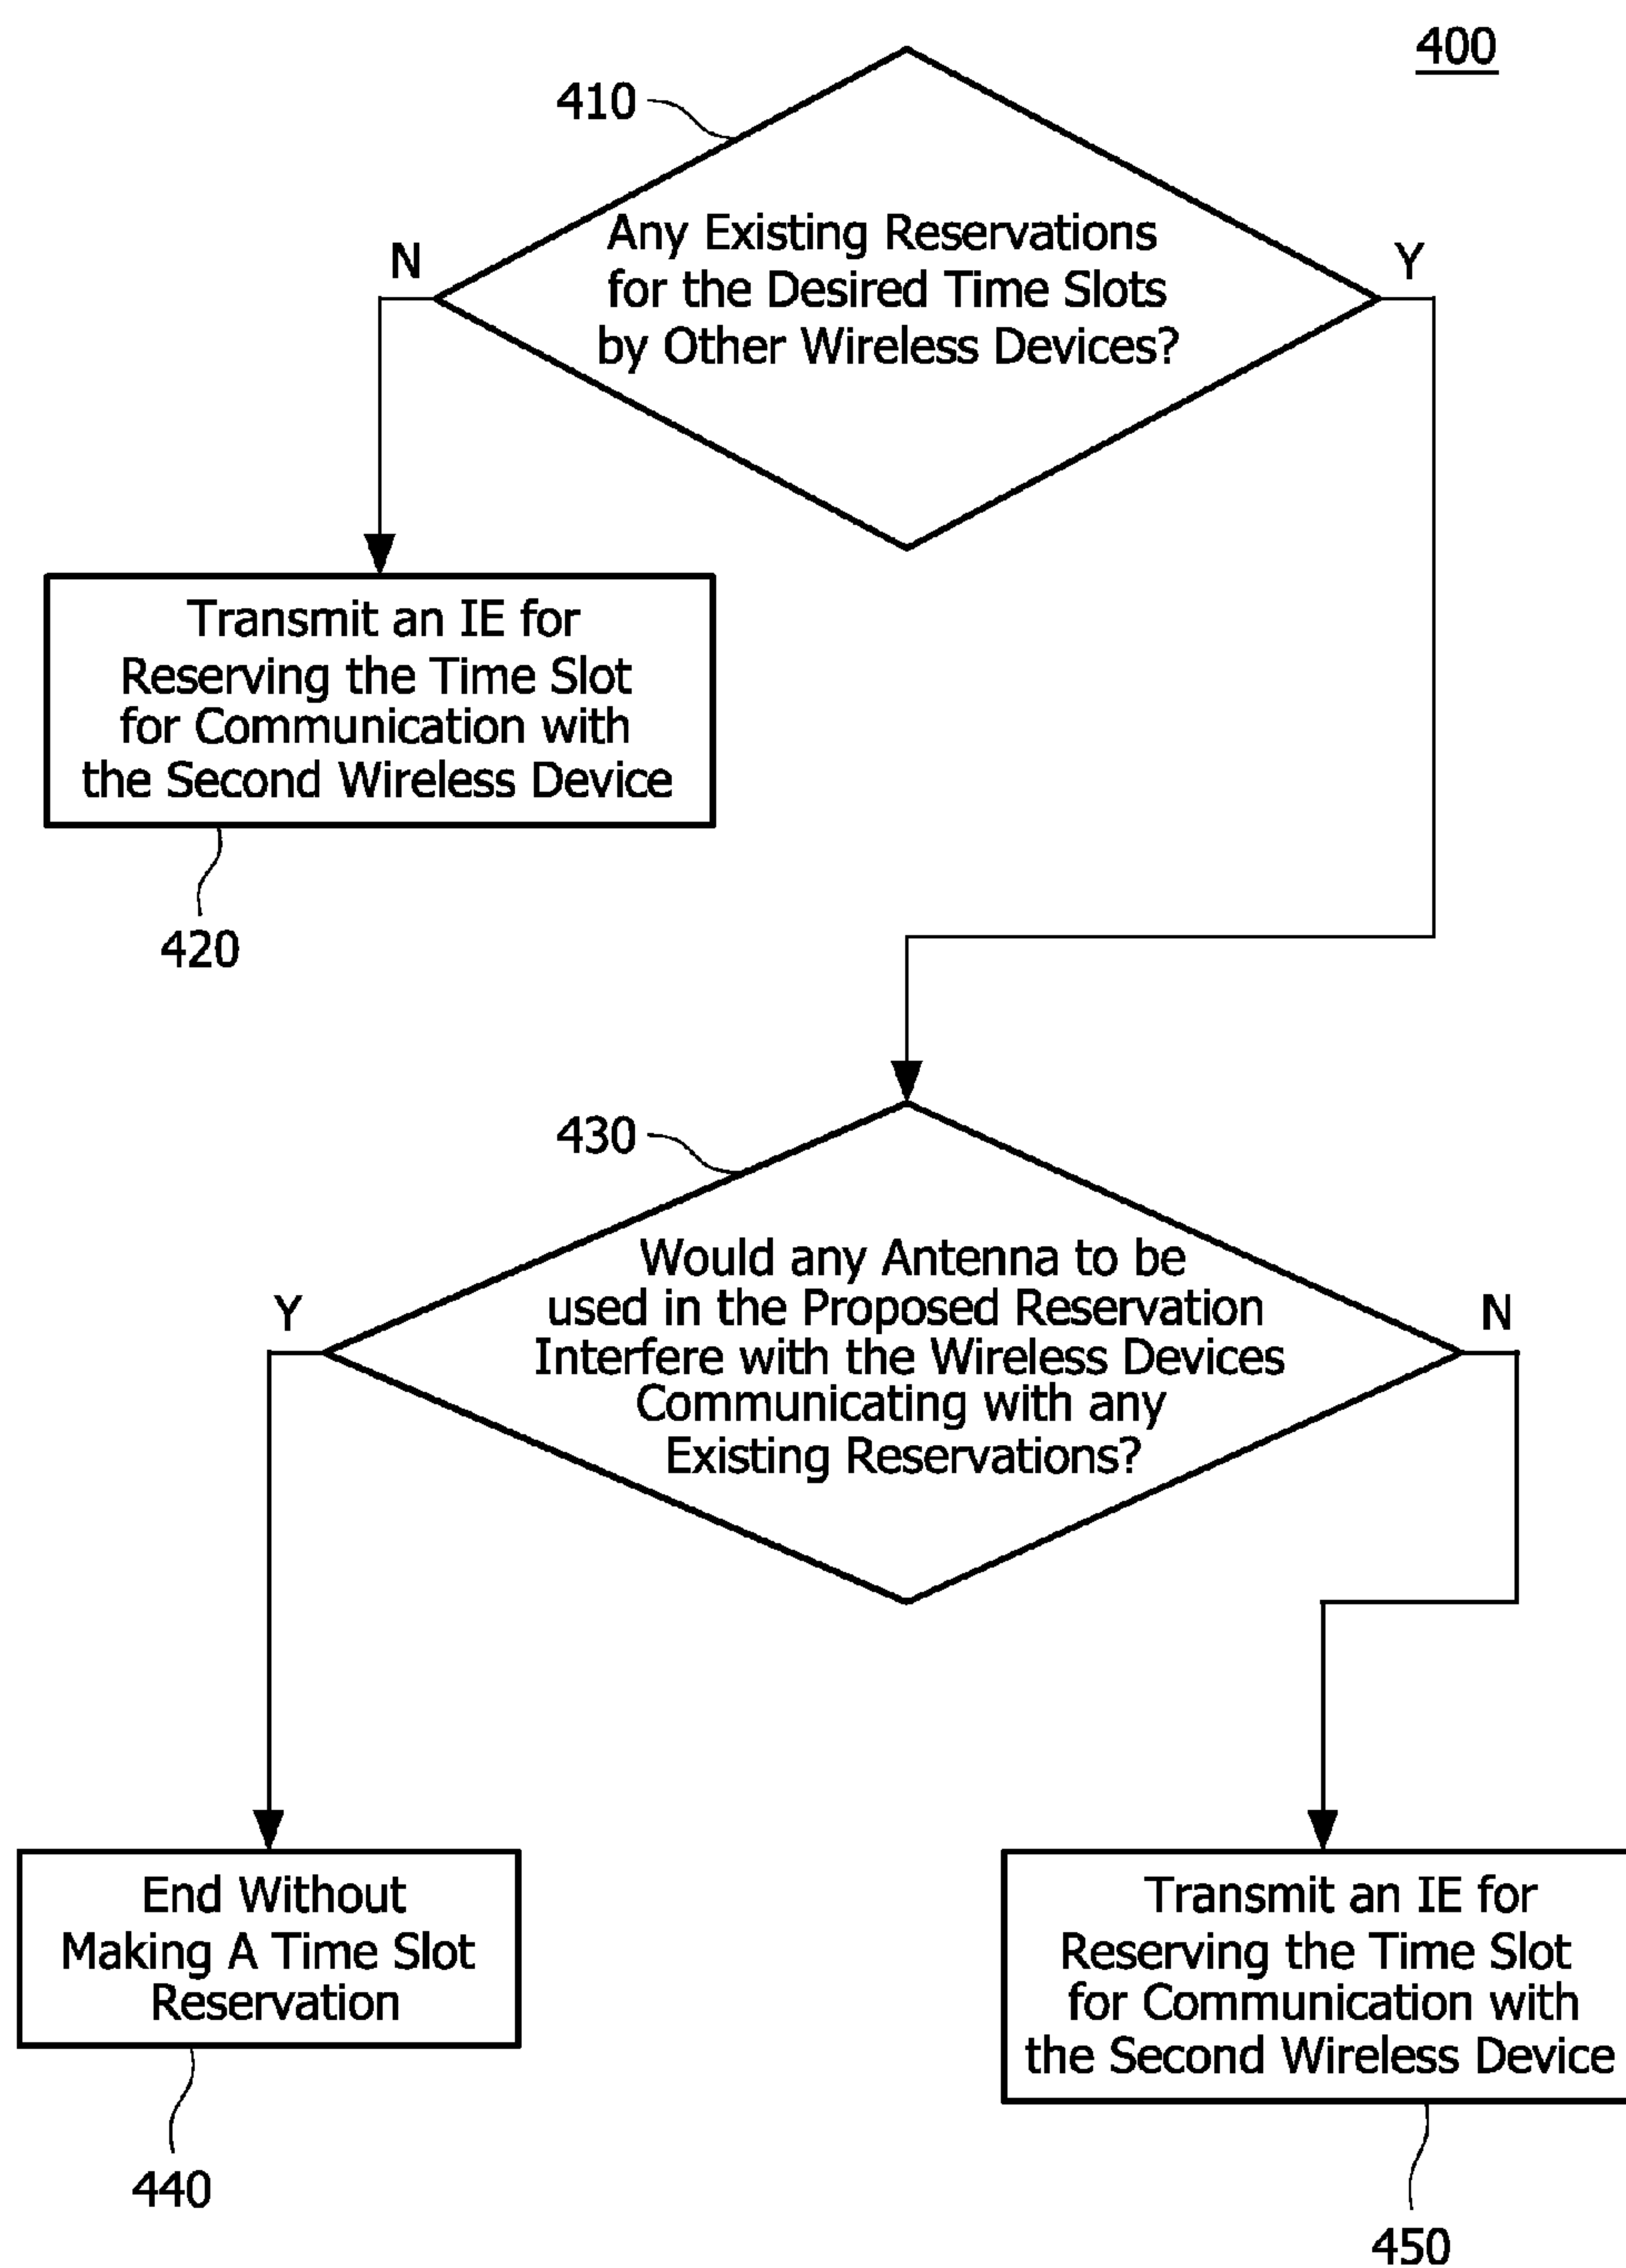 400
410
Any Existing Reservations
for the Desired Time Slots
by Other Wireless Devices?
N
Y
Transmit an IE for
Reserving the Time Slot
for Communication with
the Second Wireless Device
420
430
Would any Antenna to be
used in the Proposed Reservation
Interfere with the Wireless Devices
Communicating with any
Existing Reservations?
Y
N
End Without
Making A Time Slot
Reservation
440
Transmit an IE for
Reserving the Time Slot
for Communication with
the Second Wireless Device
450